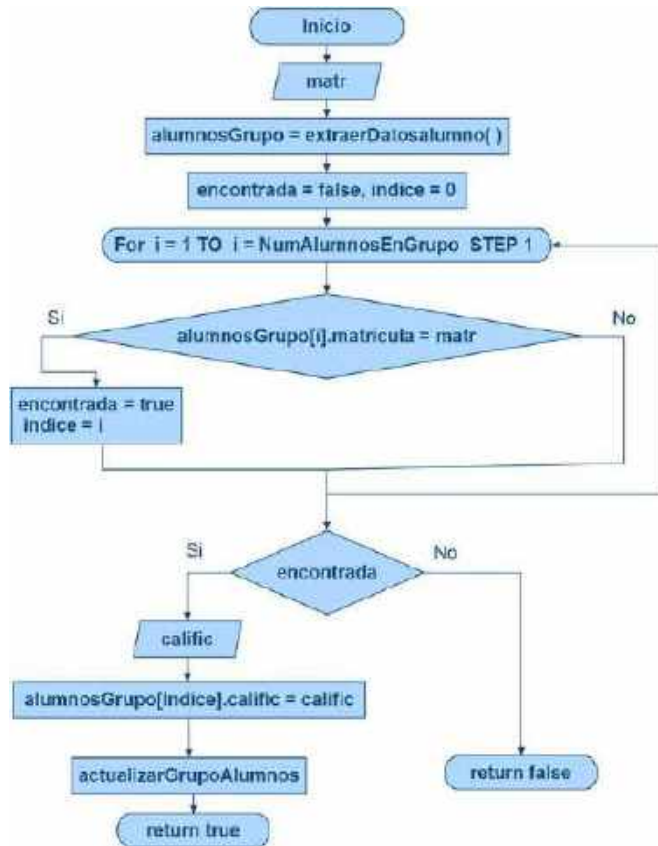 Inicio
matr
alumnosGrupo = extraerDatosalumno( )
encontrada = false, indice = 0
For i = 1 TO i = NumAlumnosEnGrupo STEP 1
Si
No
alumnosGrupo[i].matricula = matr
encontrada = true
indice = i
Si
No
encontrada
calific
alumnosGrupo[indice].calific = calific
actualizarGrupoAlumnos
return false
return true